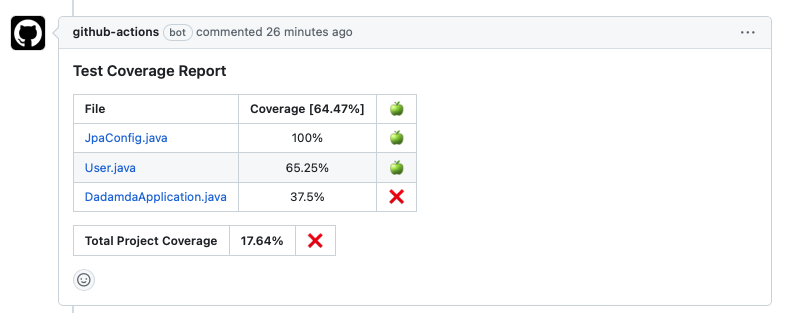 github-actions bot commented 26 minutes ago
Test Coverage Report
File Coverage [64.47%] 🍏
JpaConfig.java 100% 🍏
User.java 65.25% 🍏
DadamdaApplication.java 37.5% ❌
Total Project Coverage 17.64% ❌